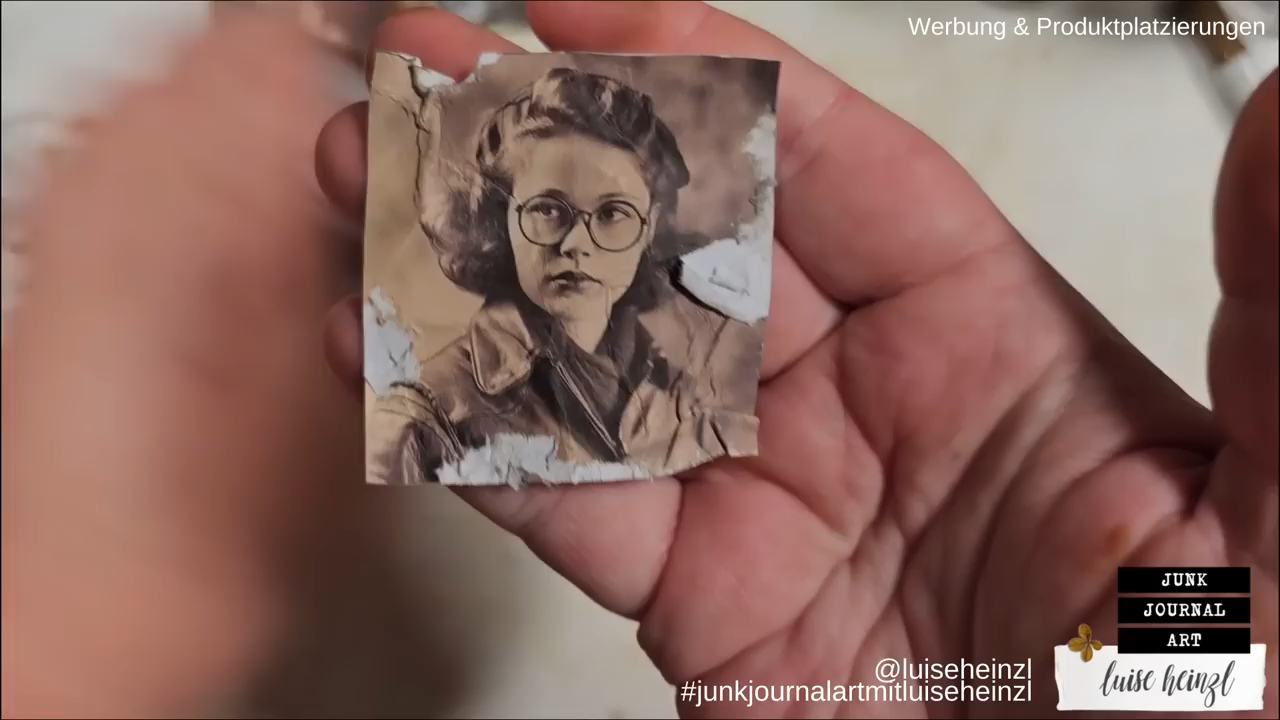 Werbung & Produktplatzierungen
JUNK
JOURNAL
ART
luise heinzl
@luiseheinzl
#junkjournalartmitluiseheinzl